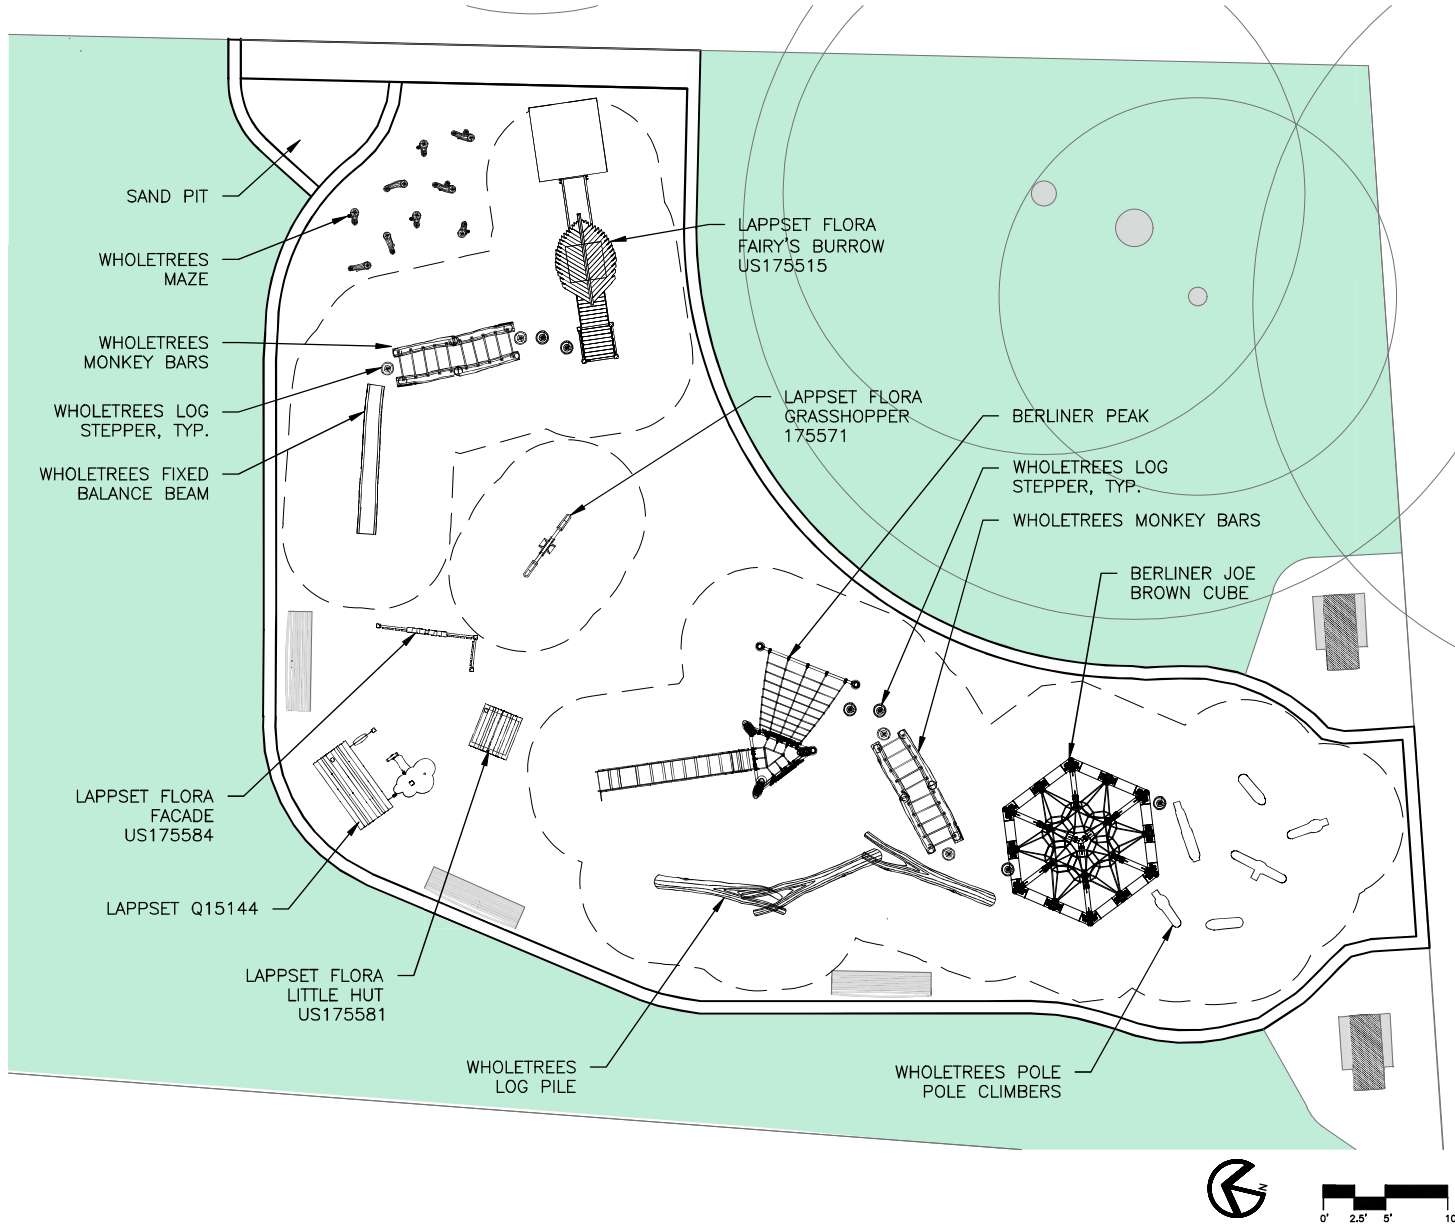 SAND PIT
WHOLETREES
MAZE
WHOLETREES
MONKEY BARS
WHOLETREES LOG
STEPPER, TYP.
WHOLETREES FIXED
BALANCE BEAM
LAPPSET FLORA
FAIRY'S BURROW
US175515
LAPPSET FLORA
GRASSHOPPER
175571
BERLINER PEAK
WHOLETREES LOG
STEPPER, TYP.
WHOLETREES MONKEY BARS
BERLINER JOE
BROWN CUBE
LAPPSET FLORA
FACADE
US175584
LAPPSET Q15144
LAPPSET FLORA
LITTLE HUT
US175581
WHOLETREES
LOG PILE
WHOLETREES POLE
POLE CLIMBERS
N
0' 2.5' 5' 10